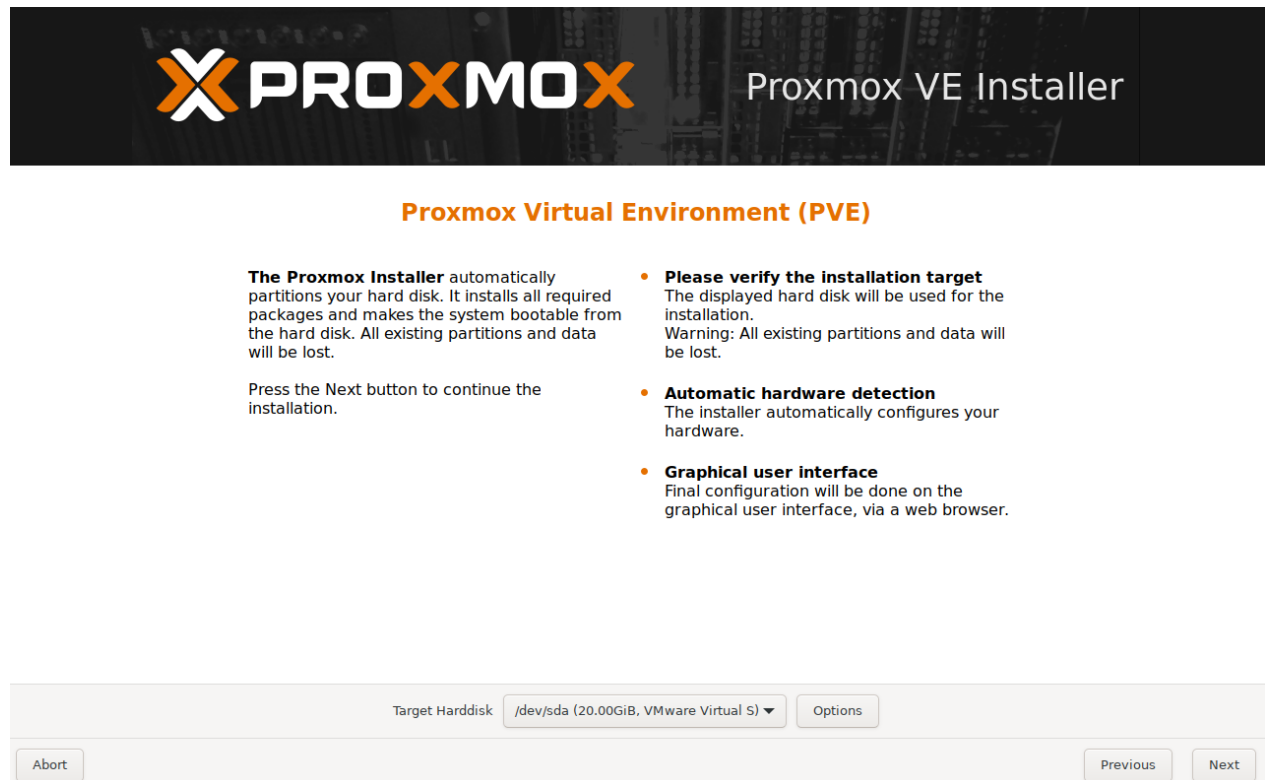 PROXMOX
Proxmox VE Installer
Proxmox Virtual Environment (PVE)
The Proxmox Installer automatically
partitions your hard disk. It installs all required
packages and makes the system bootable from
the hard disk. All existing partitions and data
will be lost.
Press the Next button to continue the
installation.
Please verify the installation target
The displayed hard disk will be used for the
installation.
Warning: All existing partitions and data will
be lost.
Automatic hardware detection
The installer automatically configures your
hardware.
Graphical user interface
Final configuration will be done on the
graphical user interface, via a web browser.
Target Harddisk /dev/sda (20.00GiB, VMware Virtual S) Options
Abort Previous Next